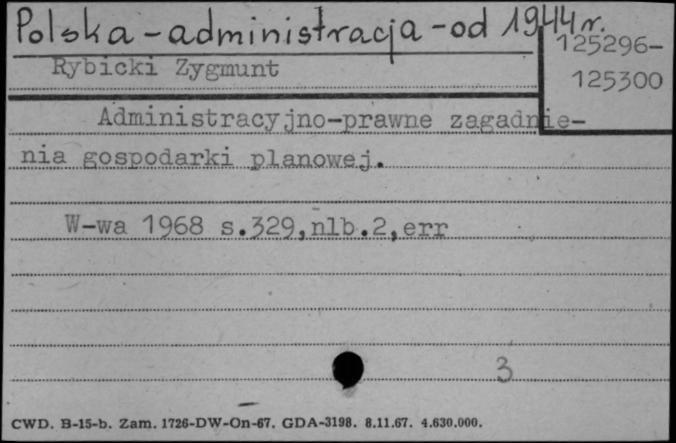 Polska - administracja - od 1944 r.
125296-
125300
Rybicki Zygmunt
Administracyjno-prawne zagadnie-
nia gospodarki planowej.
W-wa 1968 s.329,nlb.2,err
3
CWD. B-15-b. Zam. 1726-DW-On-67. GDA-3198. 8.11.67. 4.630.000.